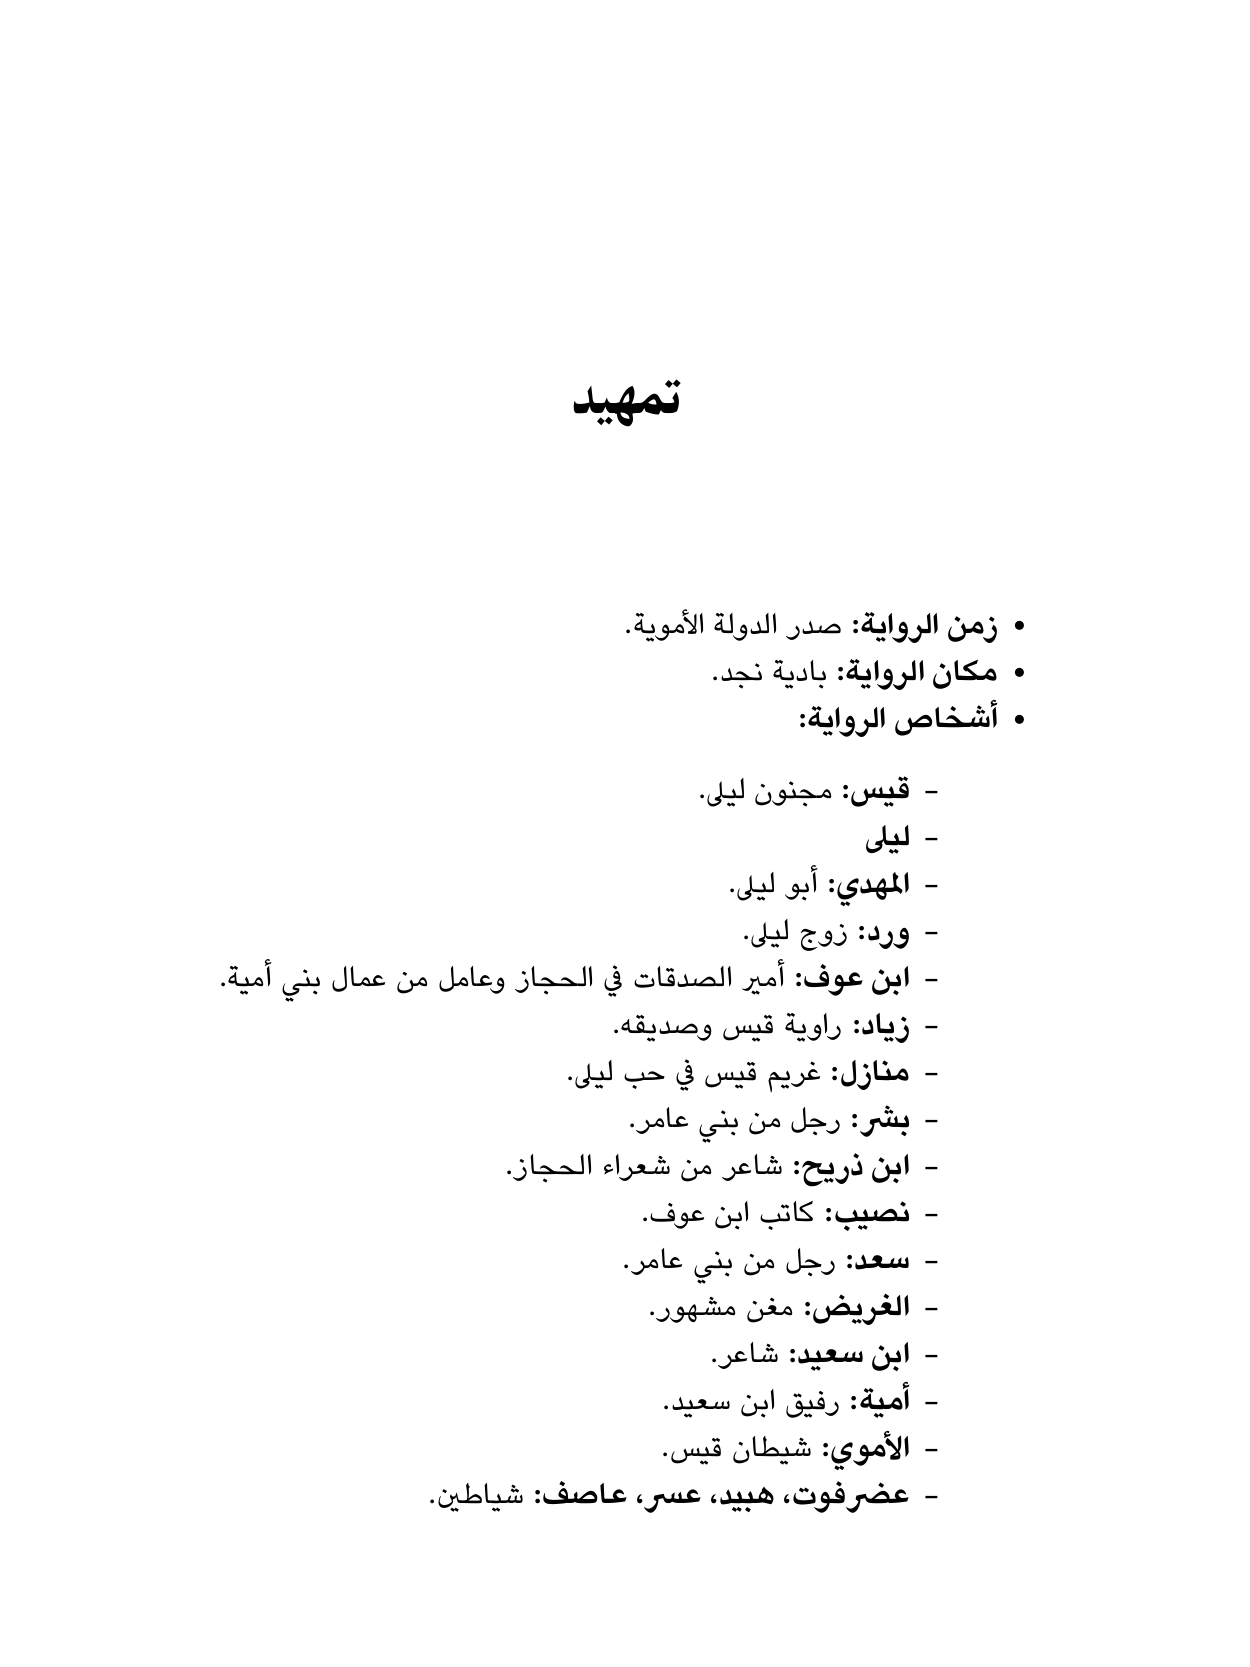 تمهيد
• زمن الرواية: صدر الدولة الأموية.
• مكان الرواية: بادية نجد.
• أشخاص الرواية:
– قيس: مجنون ليلى.
– ليلى
– المهدي: أبو ليلى.
– ورد: زوج ليلى.
– ابن عوف: أمير الصدقات في الحجاز وعامل من عمال بني أمية.
– زياد: راوية قيس وصديقه.
– منازل: غريم قيس في حب ليلى.
– بشر: رجل من بني عامر.
– ابن ذريح: شاعر من شعراء الحجاز.
– نصيب: كاتب ابن عوف.
– سعد: رجل من بني عامر.
– الغريض: مغن مشهور.
– ابن سعيد: شاعر.
– أمية: رفيق ابن سعيد.
– الأموي: شيطان قيس.
– عضرفوت، هبيد، عسر، عاصف: شياطين.